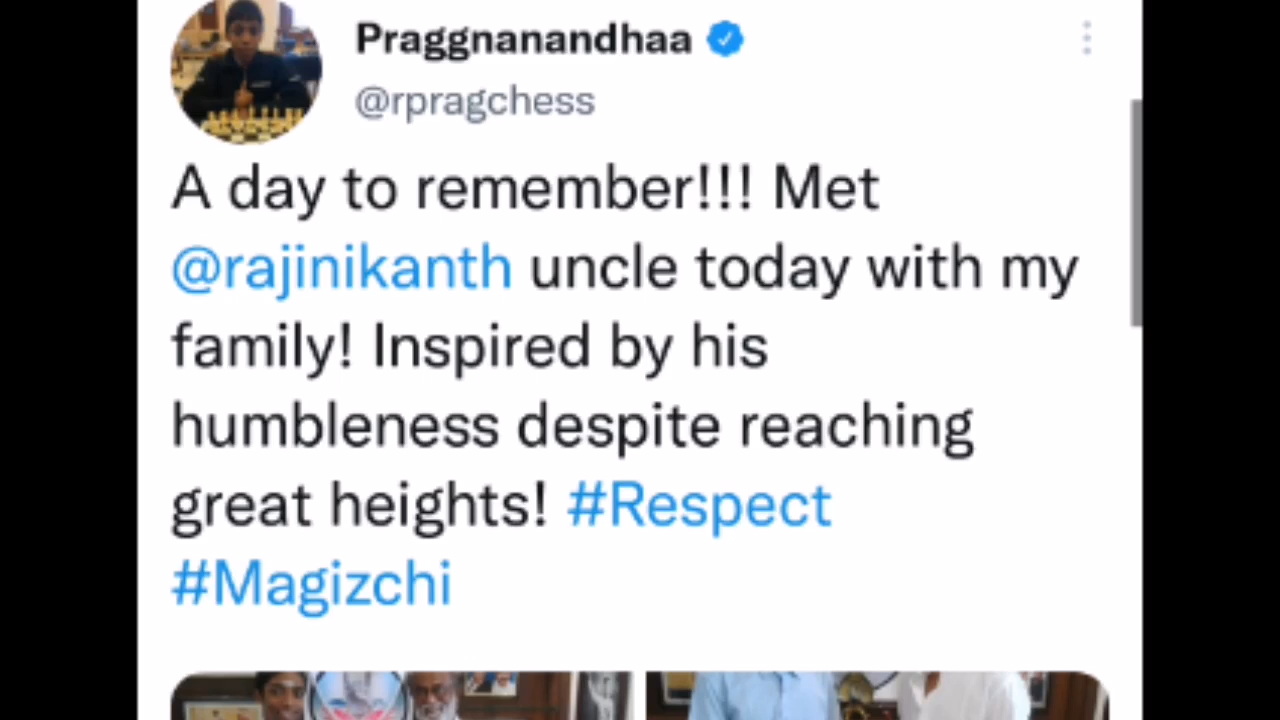 Praggnanandhaa
@rpragchess
A day to remember!!! Met
@rajinikanth uncle today with my
family! Inspired by his
humbleness despite reaching
great heights! #Respect
#Magizchi